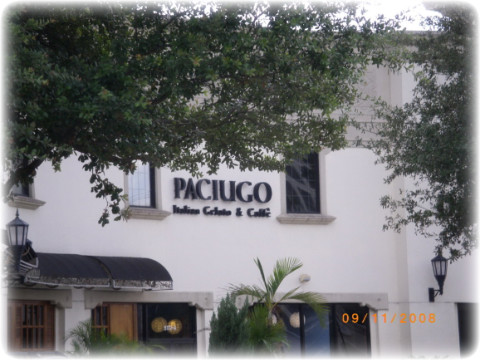 PACIUGO
Italian Gelato & Caffè
09/11/2008